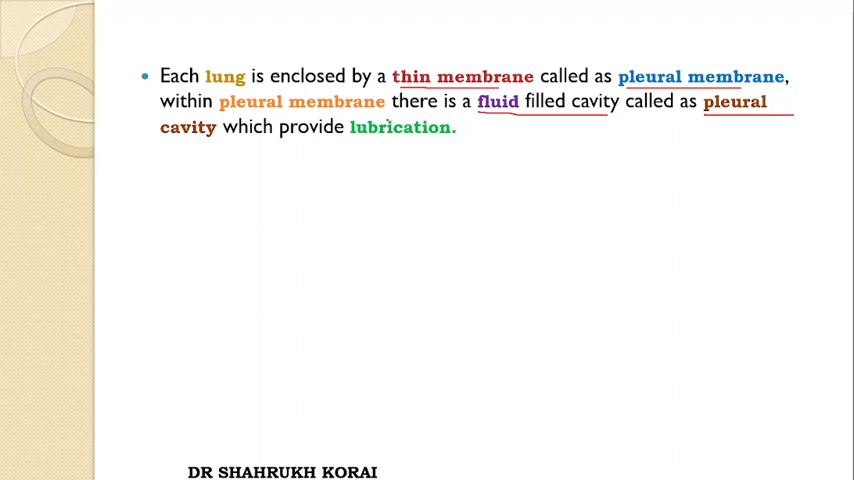 Each lung is enclosed by a thin membrane called as pleural membrane,
within pleural membrane there is a fluid filled cavity called as pleural
cavity which provide lubrication.
DR SHAHRUKH KORAI